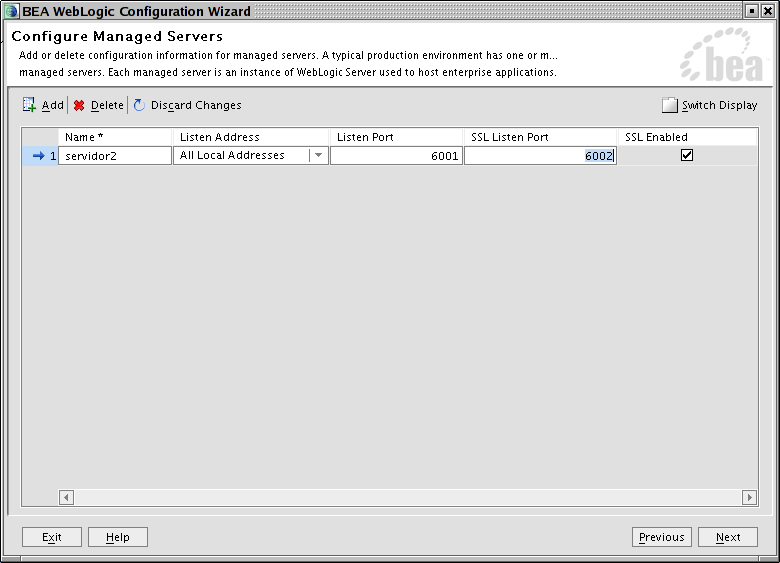 BEA WebLogic Configuration Wizard
Configure Managed Servers
Add or delete configuration information for managed servers. A typical production environment has one or m...
managed servers. Each managed server is an instance of WebLogic Server used to host enterprise applications.
bea
Add Delete Discard Changes Switch Display
Name * Listen Address Listen Port SSL Listen Port SSL Enabled
1 servidor2 All Local Addresses 6001 6002
Exit Help Previous Next